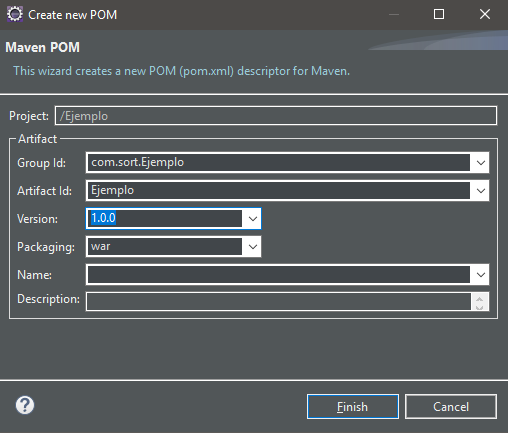 Create new POM
Maven POM
This wizard creates a new POM (pom.xml) descriptor for Maven.
Project: /Ejemplo
Artifact
Group Id: com.sort.Ejemplo
Artifact Id: Ejemplo
Version: 1.0.0
Packaging: war
Name:
Description:
? Finish Cancel